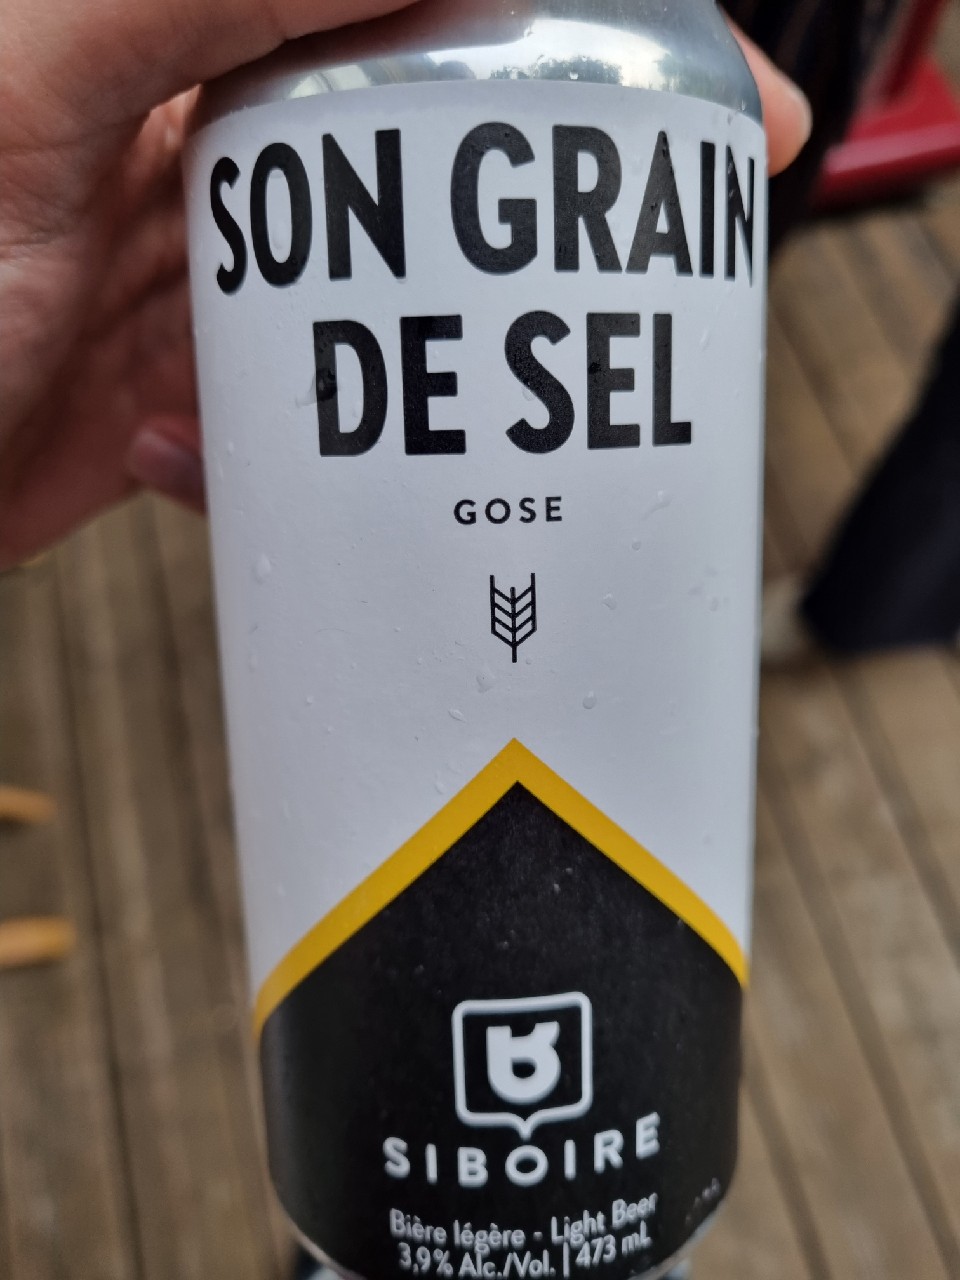 SON GRAIN
DE SEL
GOSE
SIBOIRE
Bière légère - Light Beer
3,9% Alc./Vol. | 473 mL